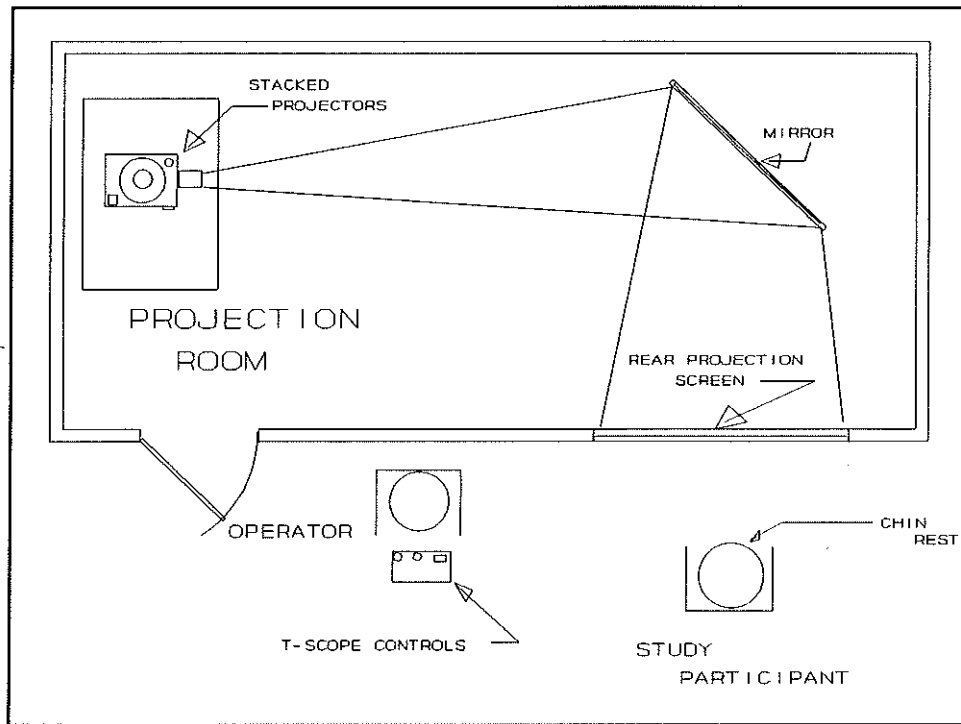 STACKED
PROJECTORS
MIRROR
PROJECTION
ROOM
REAR PROJECTION
SCREEN
OPERATOR
CHIN
REST
T-SCOPE CONTROLS
STUDY
PARTICIPANT